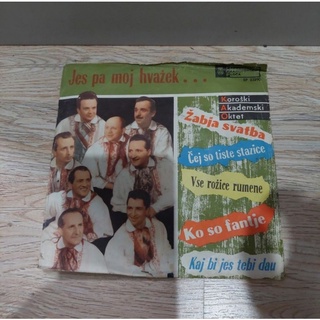 Jes pa moj hvažek...
Koroški
Akademski
Oktet
Žabja svatba
Čej so tiste stazice
Vse rožice rumene
Ko so fantje
Kaj bi jes tebi dau